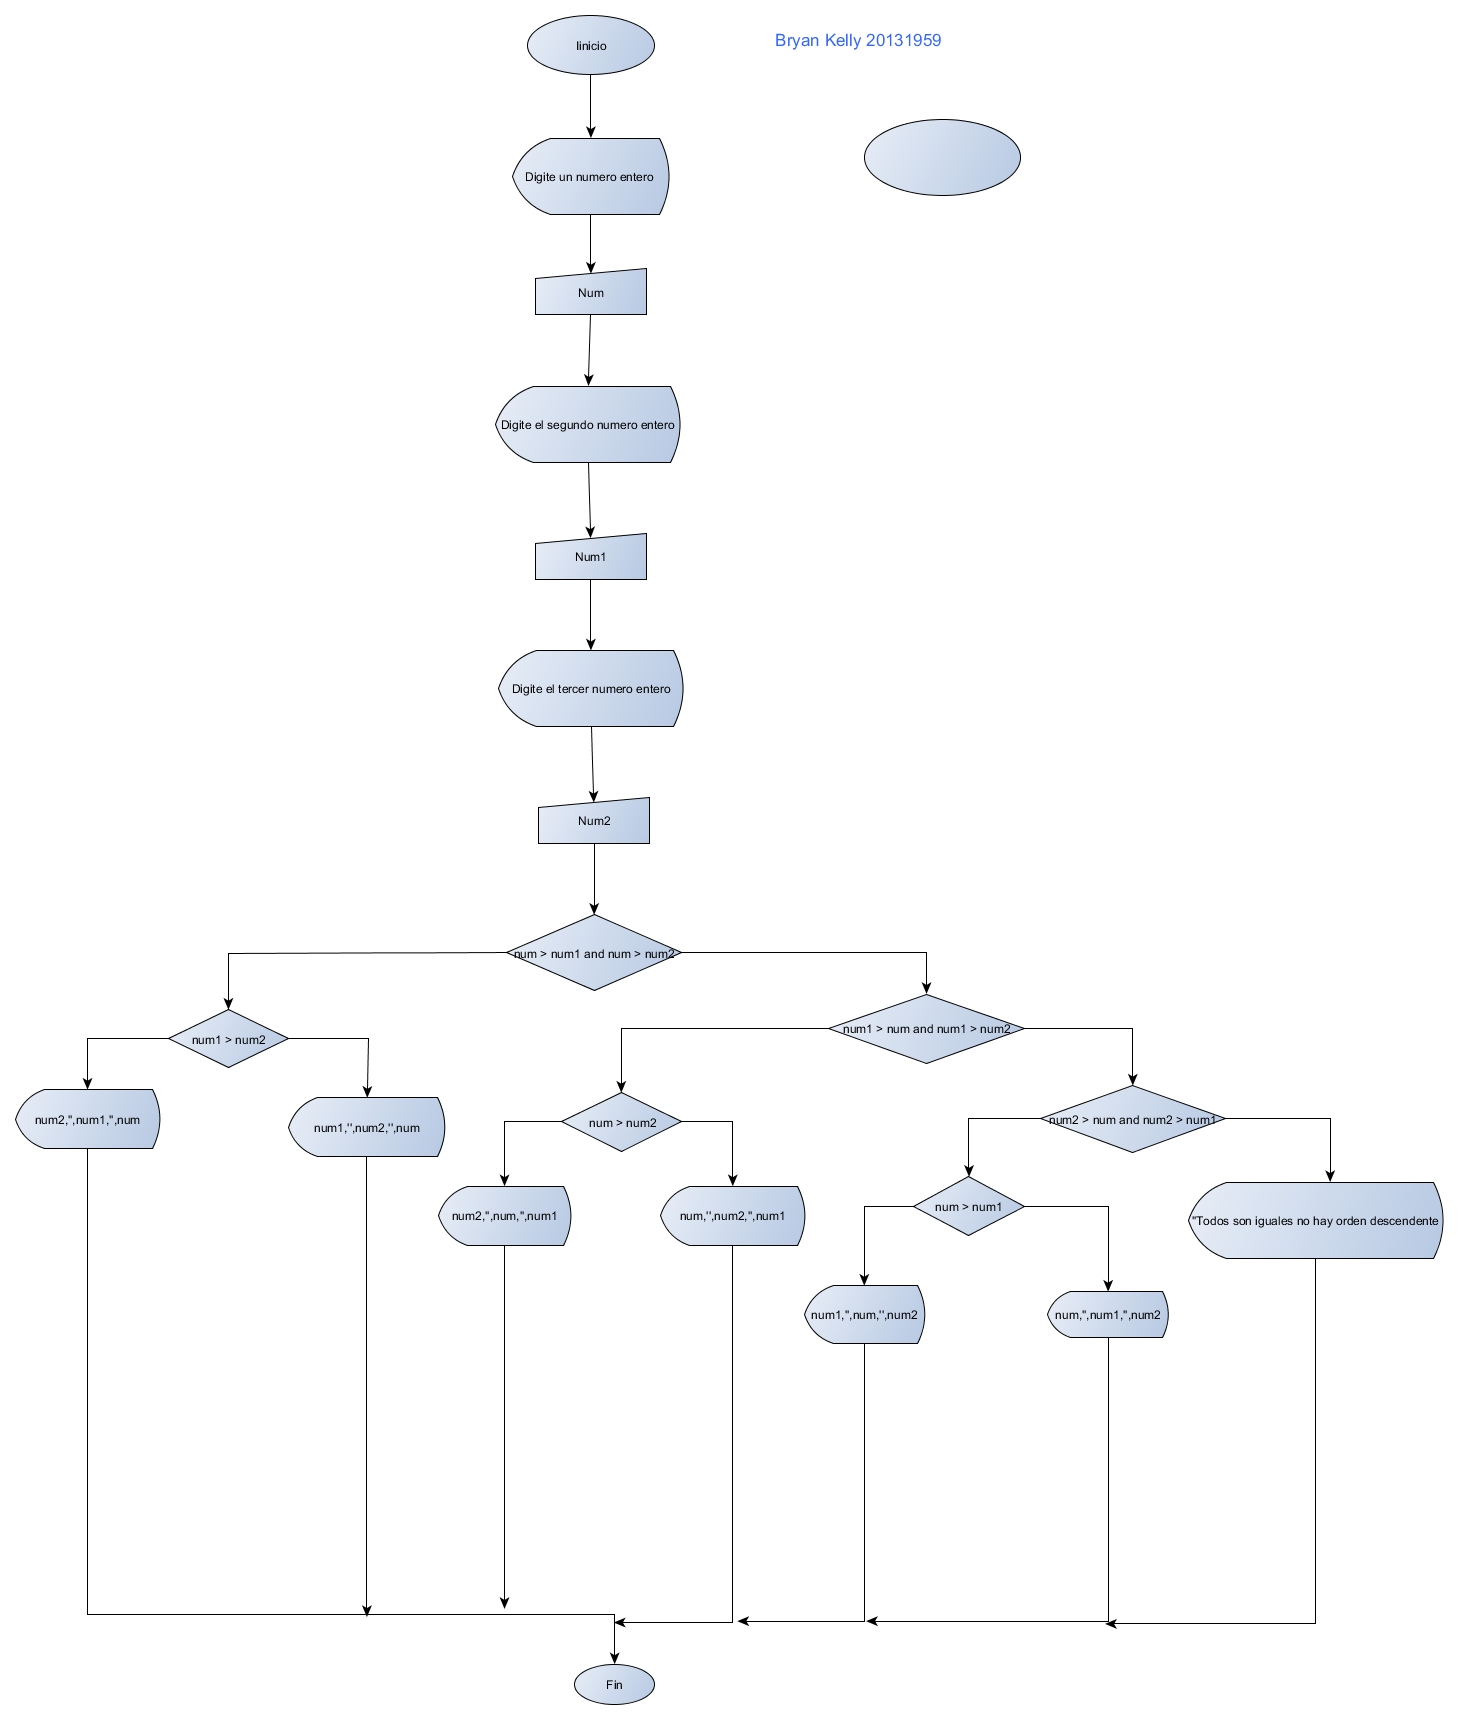 Iinicio
Bryan Kelly 20131959
Digite un numero entero
Num
Digite el segundo numero entero
Num1
Digite el tercer numero entero
Num2
num > num1 and num > num2
num1 > num and num1 > num2
num1 > num2
num2 > num and num2 > num1
num2,'',num1,'',num
num1,'',num2,'',num
num > num2
num > num1
num2,'',num,'',num1
num,'',num2,'',num1
"Todos son iguales no hay orden descendente
num1,'',num,'',num2
num,'',num1,'',num2
Fin